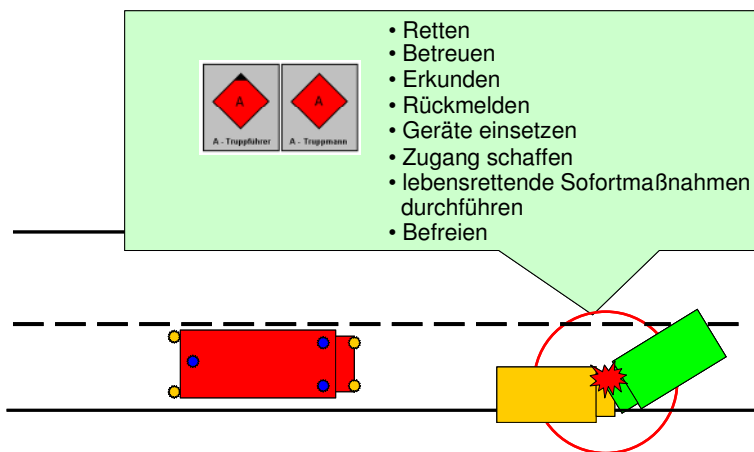 A
A - Truppführer
A
A - Truppmann
• Retten
• Betreuen
• Erkunden
• Rückmelden
• Geräte einsetzen
• Zugang schaffen
• lebensrettende Sofortmaßnahmen
durchführen
• Befreien